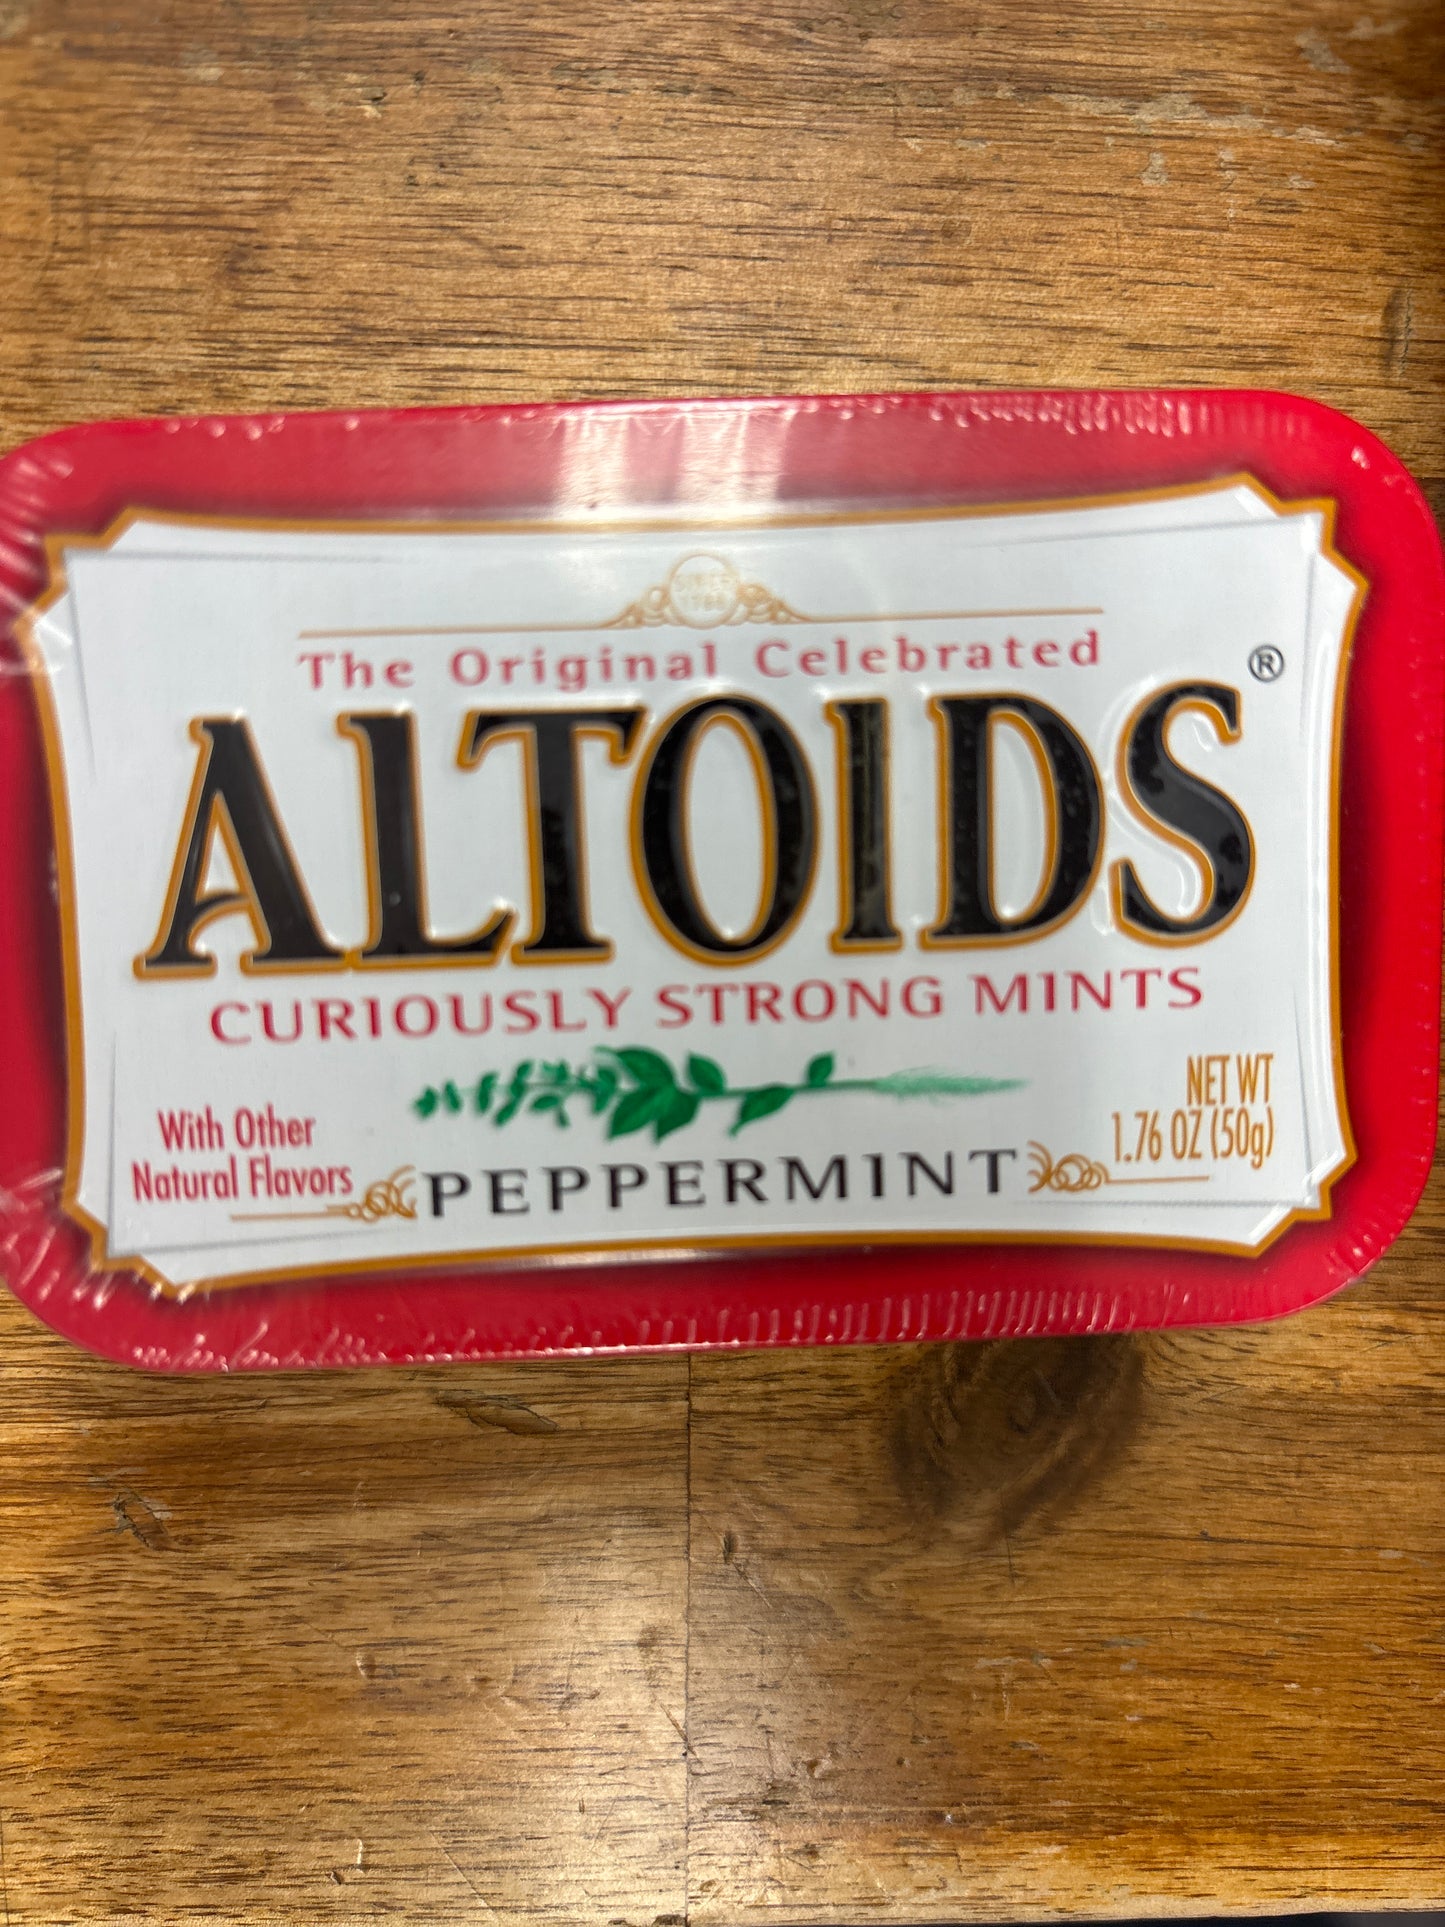 The Original Celebrated
ALTOIDS®
CURIOUSLY STRONG MINTS
With Other
Natural Flavors
PEPPERMINT
NET WT
1.76 OZ (50g)